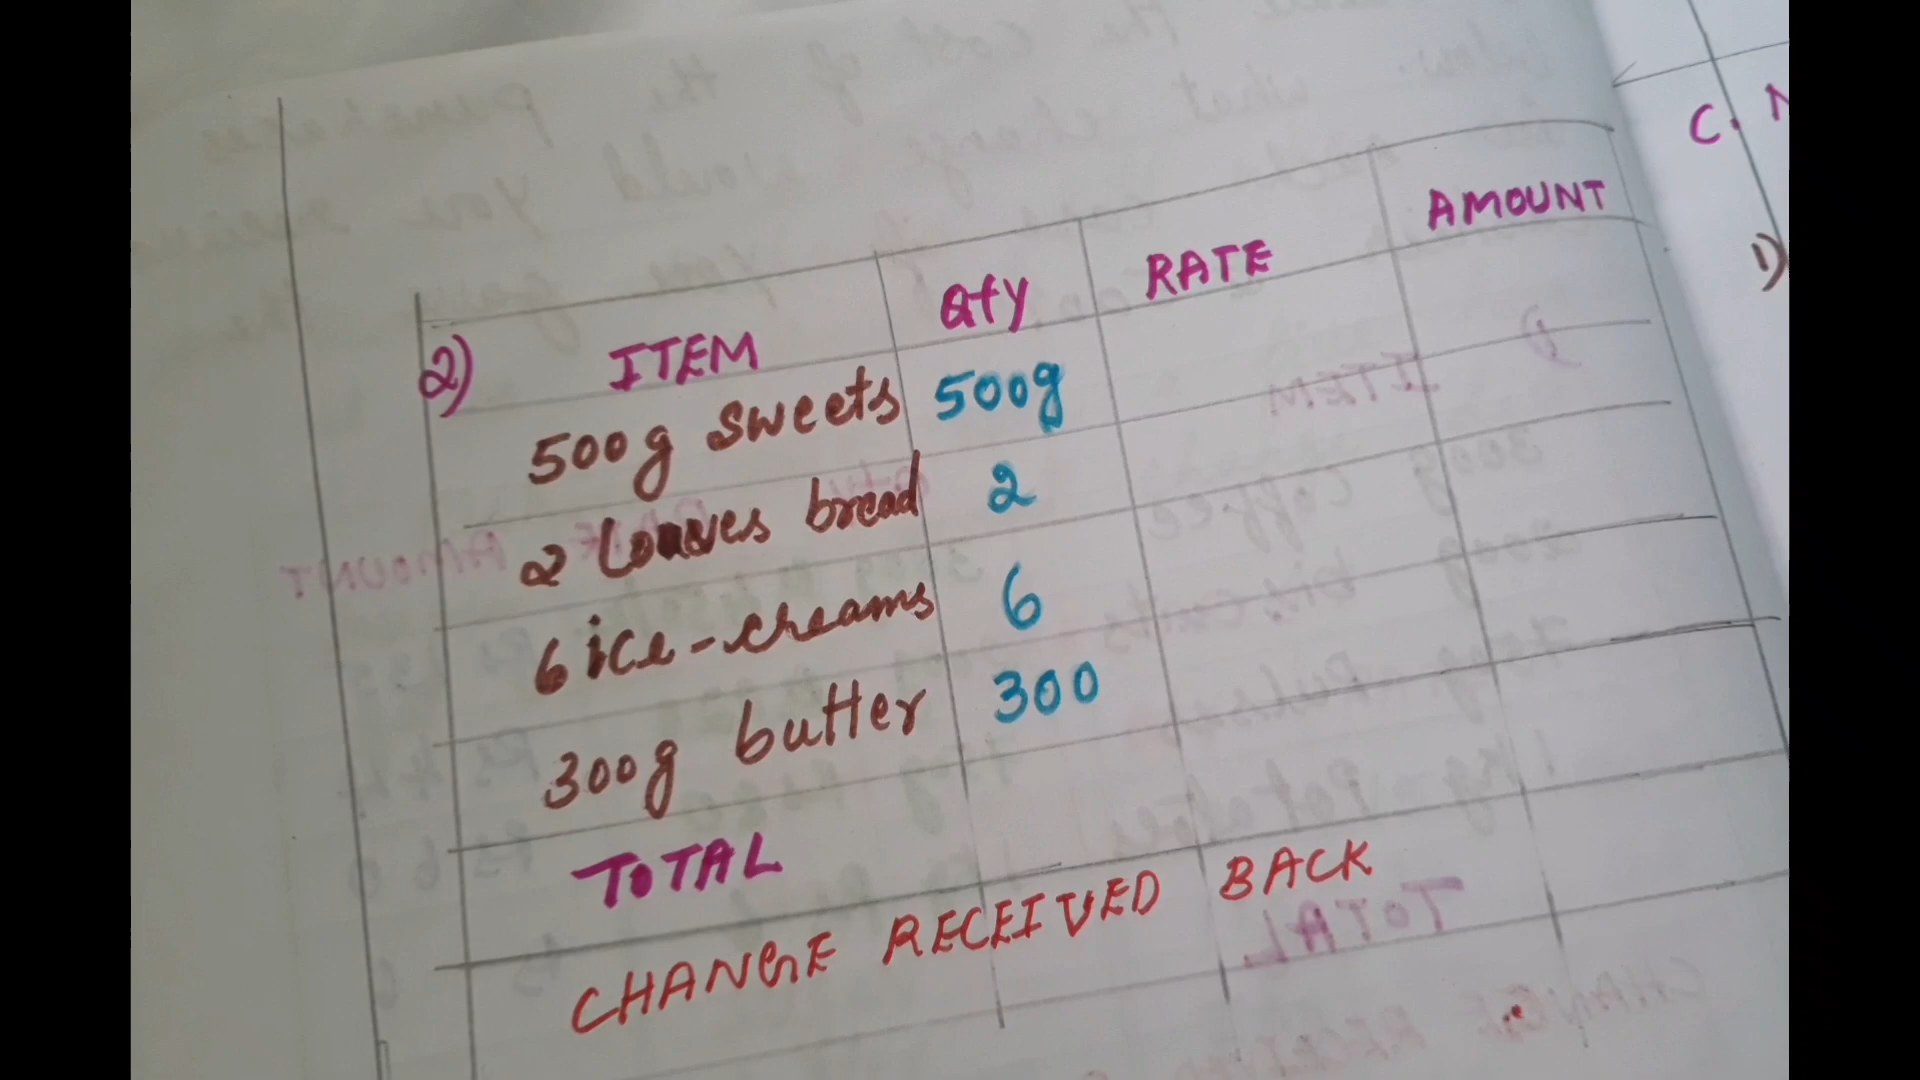 2) ITEM Qty RATE AMOUNT
500g sweets 500g
2 loaves bread 2
6 ice-creams 6
300g butter 300
TOTAL
CHANGE RECEIVED BACK
C.
1)